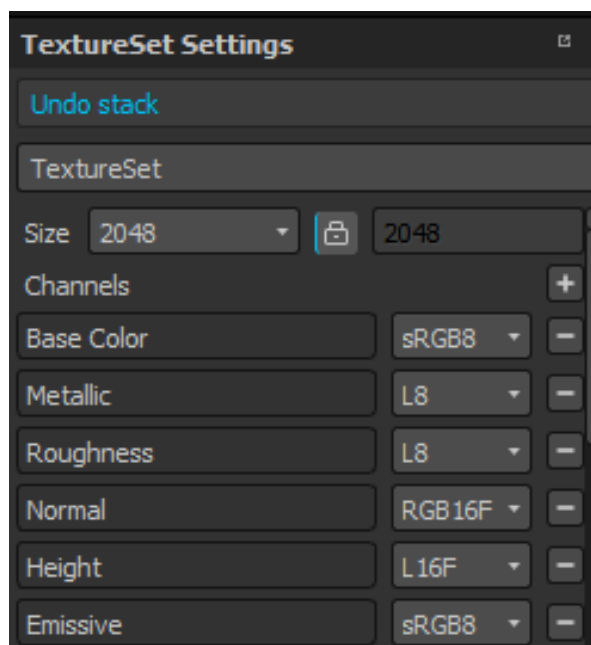 TextureSet Settings
Undo stack
TextureSet
Size 2048 2048
Channels
Base Color sRGB8
Metallic L8
Roughness L8
Normal RGB16F
Height L16F
Emissive sRGB8